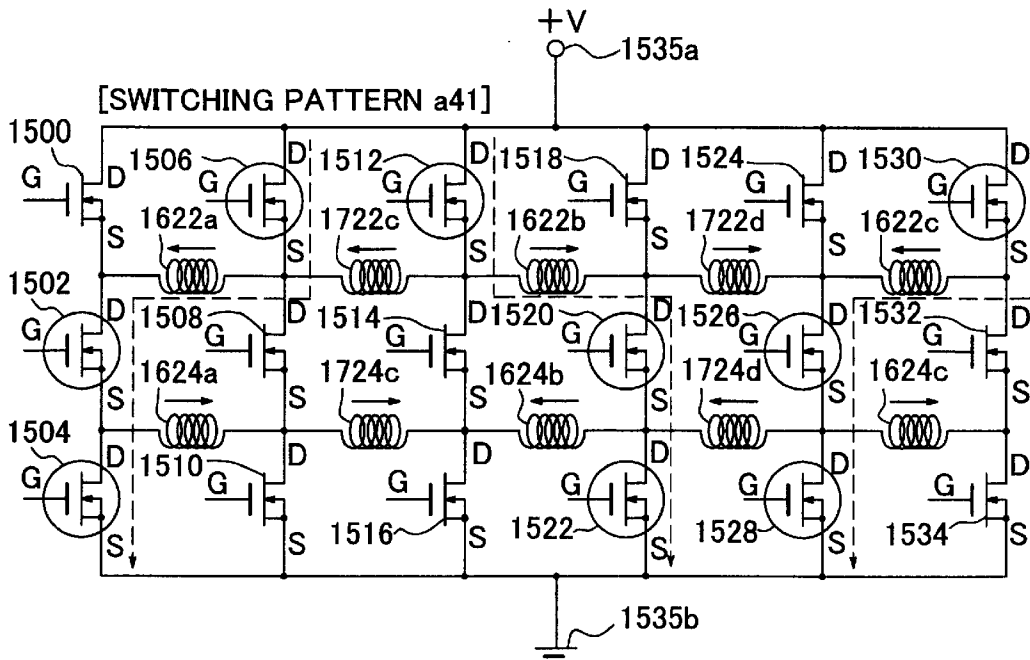 +V
1535a
[SWITCHING PATTERN a41]
1500 1506 1512 1518 1524 1530
G D G D G D G D G D G D
S S S S S S
1622a 1722c 1622b 1722d 1622c
1502 1508 1514 1520 1526 1532
G D G D G D G D G D G D
S S S S S S
1624a 1724c 1624b 1724d 1624c
1504 1510 1516 1522 1528 1534
G D G D G D G D G D G D
S S S S S S
1535b